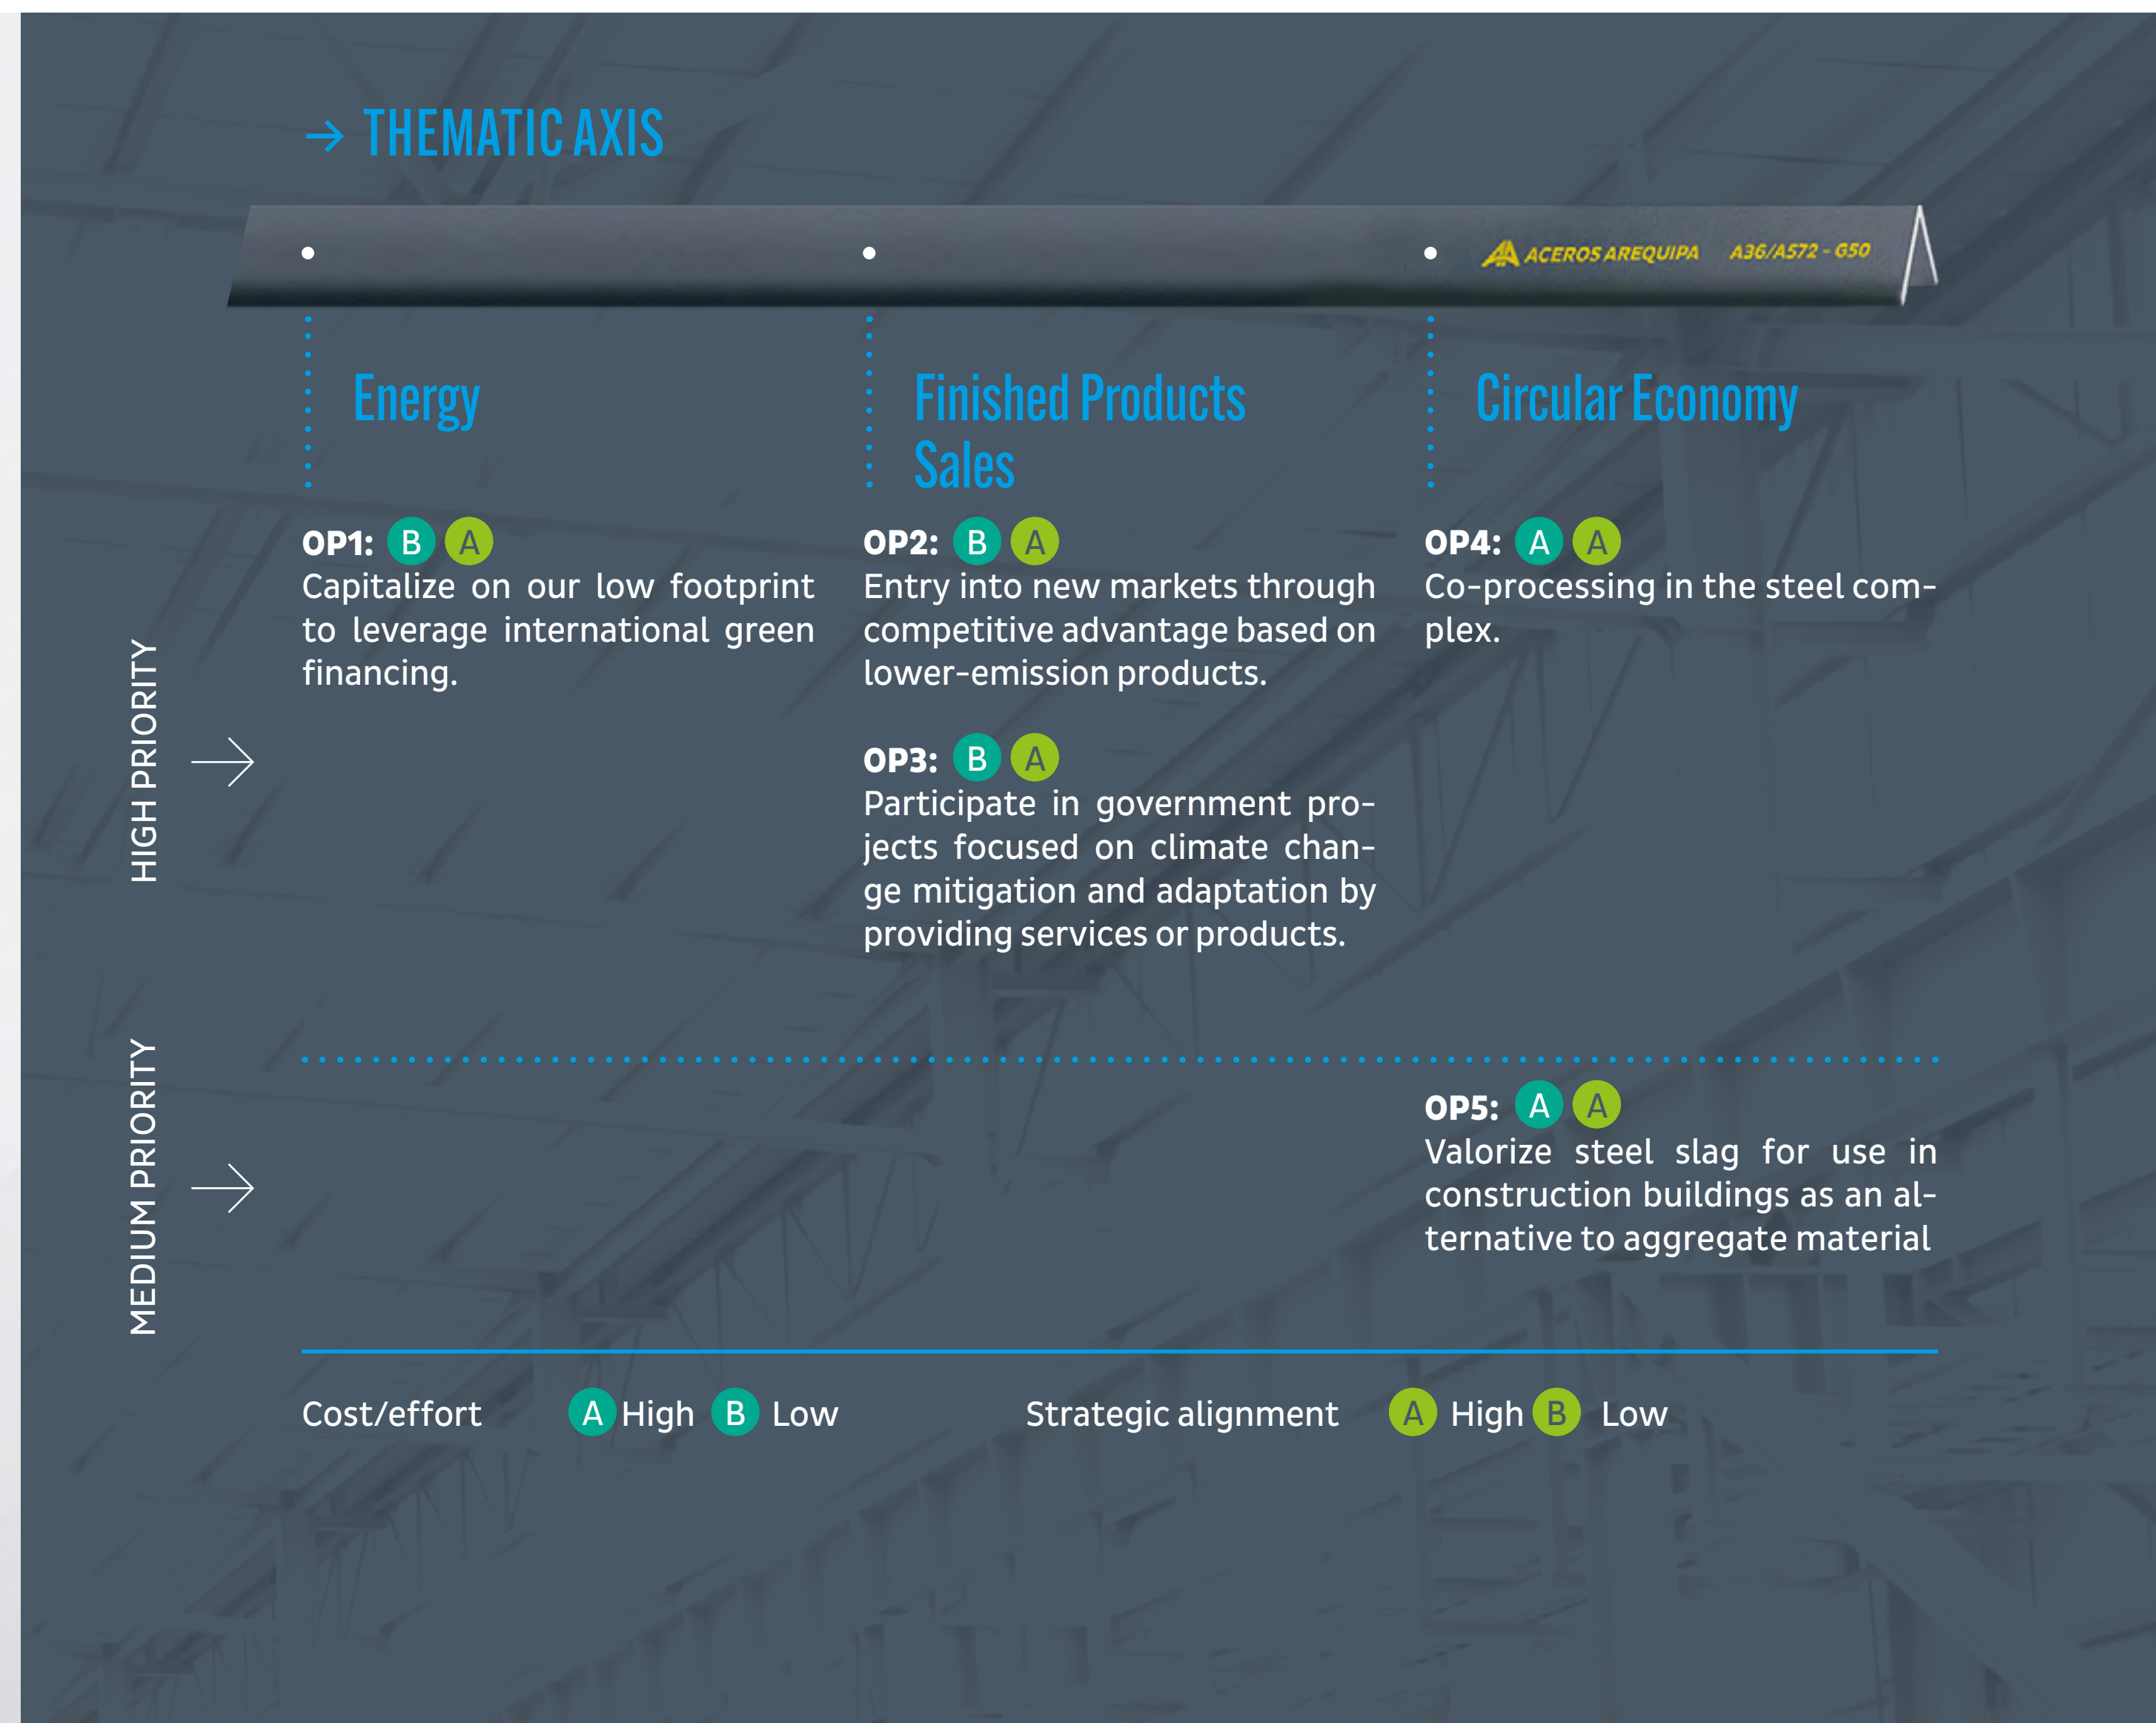 → THEMATIC AXIS
ACEROS AREQUIPA A36/A572 - G50
Energy
Finished Products
Sales
Circular Economy
HIGH PRIORITY
OP1: B A
Capitalize on our low footprint
to leverage international green
financing.
OP2: B A
Entry into new markets through
competitive advantage based on
lower-emission products.
OP3: B A
Participate in government pro-
jects focused on climate chan-
ge mitigation and adaptation by
providing services or products.
OP4: A A
Co-processing in the steel com-
plex.
MEDIUM PRIORITY
OP5: A A
Valorize steel slag for use in
construction buildings as an al-
ternative to aggregate material
Cost/effort A High B Low Strategic alignment A High B Low